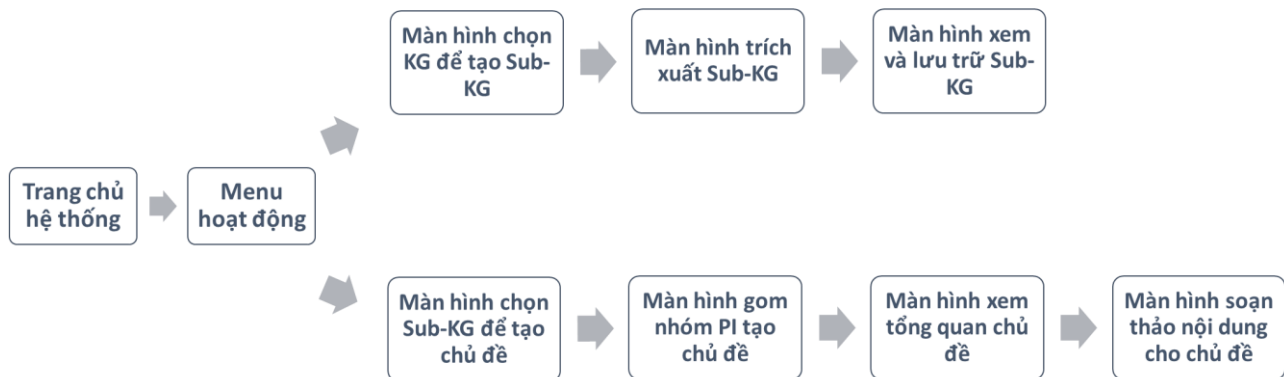 Màn hình chọn
KG để tạo Sub-
KG
Màn hình trích
xuất Sub-KG
Màn hình xem
và lưu trữ Sub-
KG
Trang chủ
hệ thống
Menu
hoạt động
Màn hình chọn
Sub-KG để tạo
chủ đề
Màn hình gom
nhóm PI tạo
chủ đề
Màn hình xem
tổng quan chủ
đề
Màn hình soạn
thảo nội dung
cho chủ đề